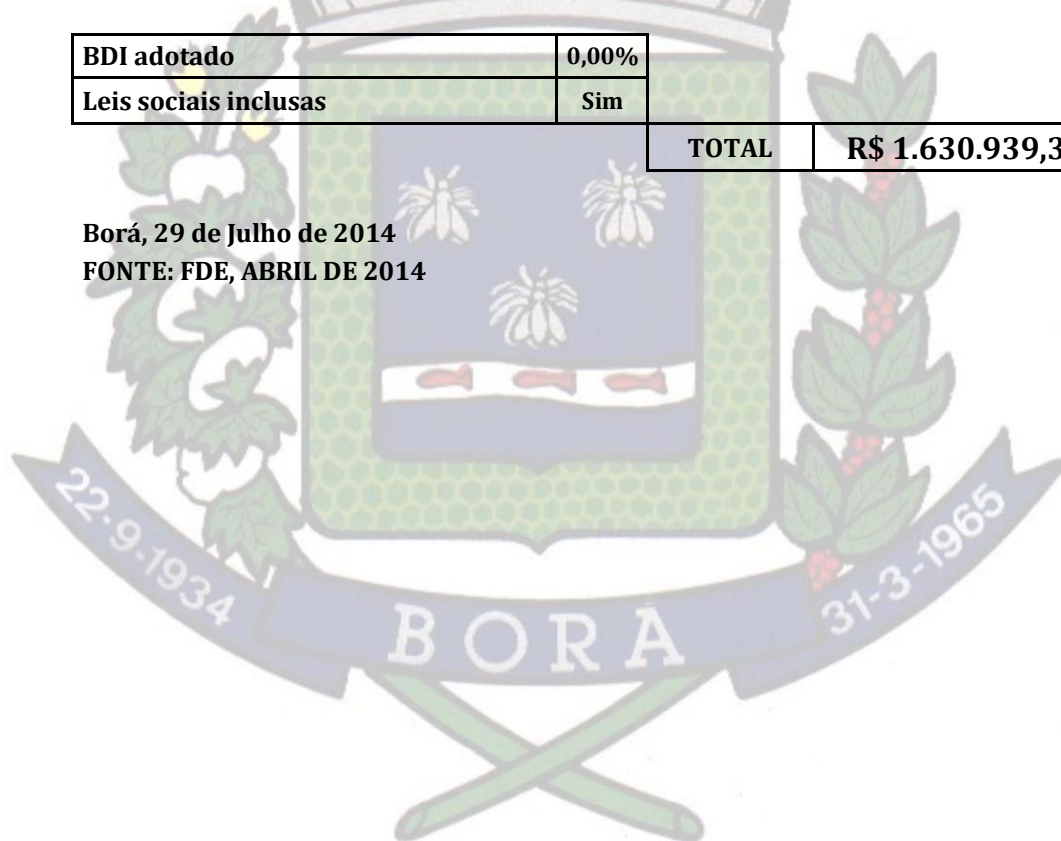 BDI adotado 0,00%
Leis sociais inclusas Sim
TOTAL R$ 1.630.939,3
Borá, 29 de Julho de 2014
FONTE: FDE, ABRIL DE 2014
22-9-1934
BORÁ
31-3-1965